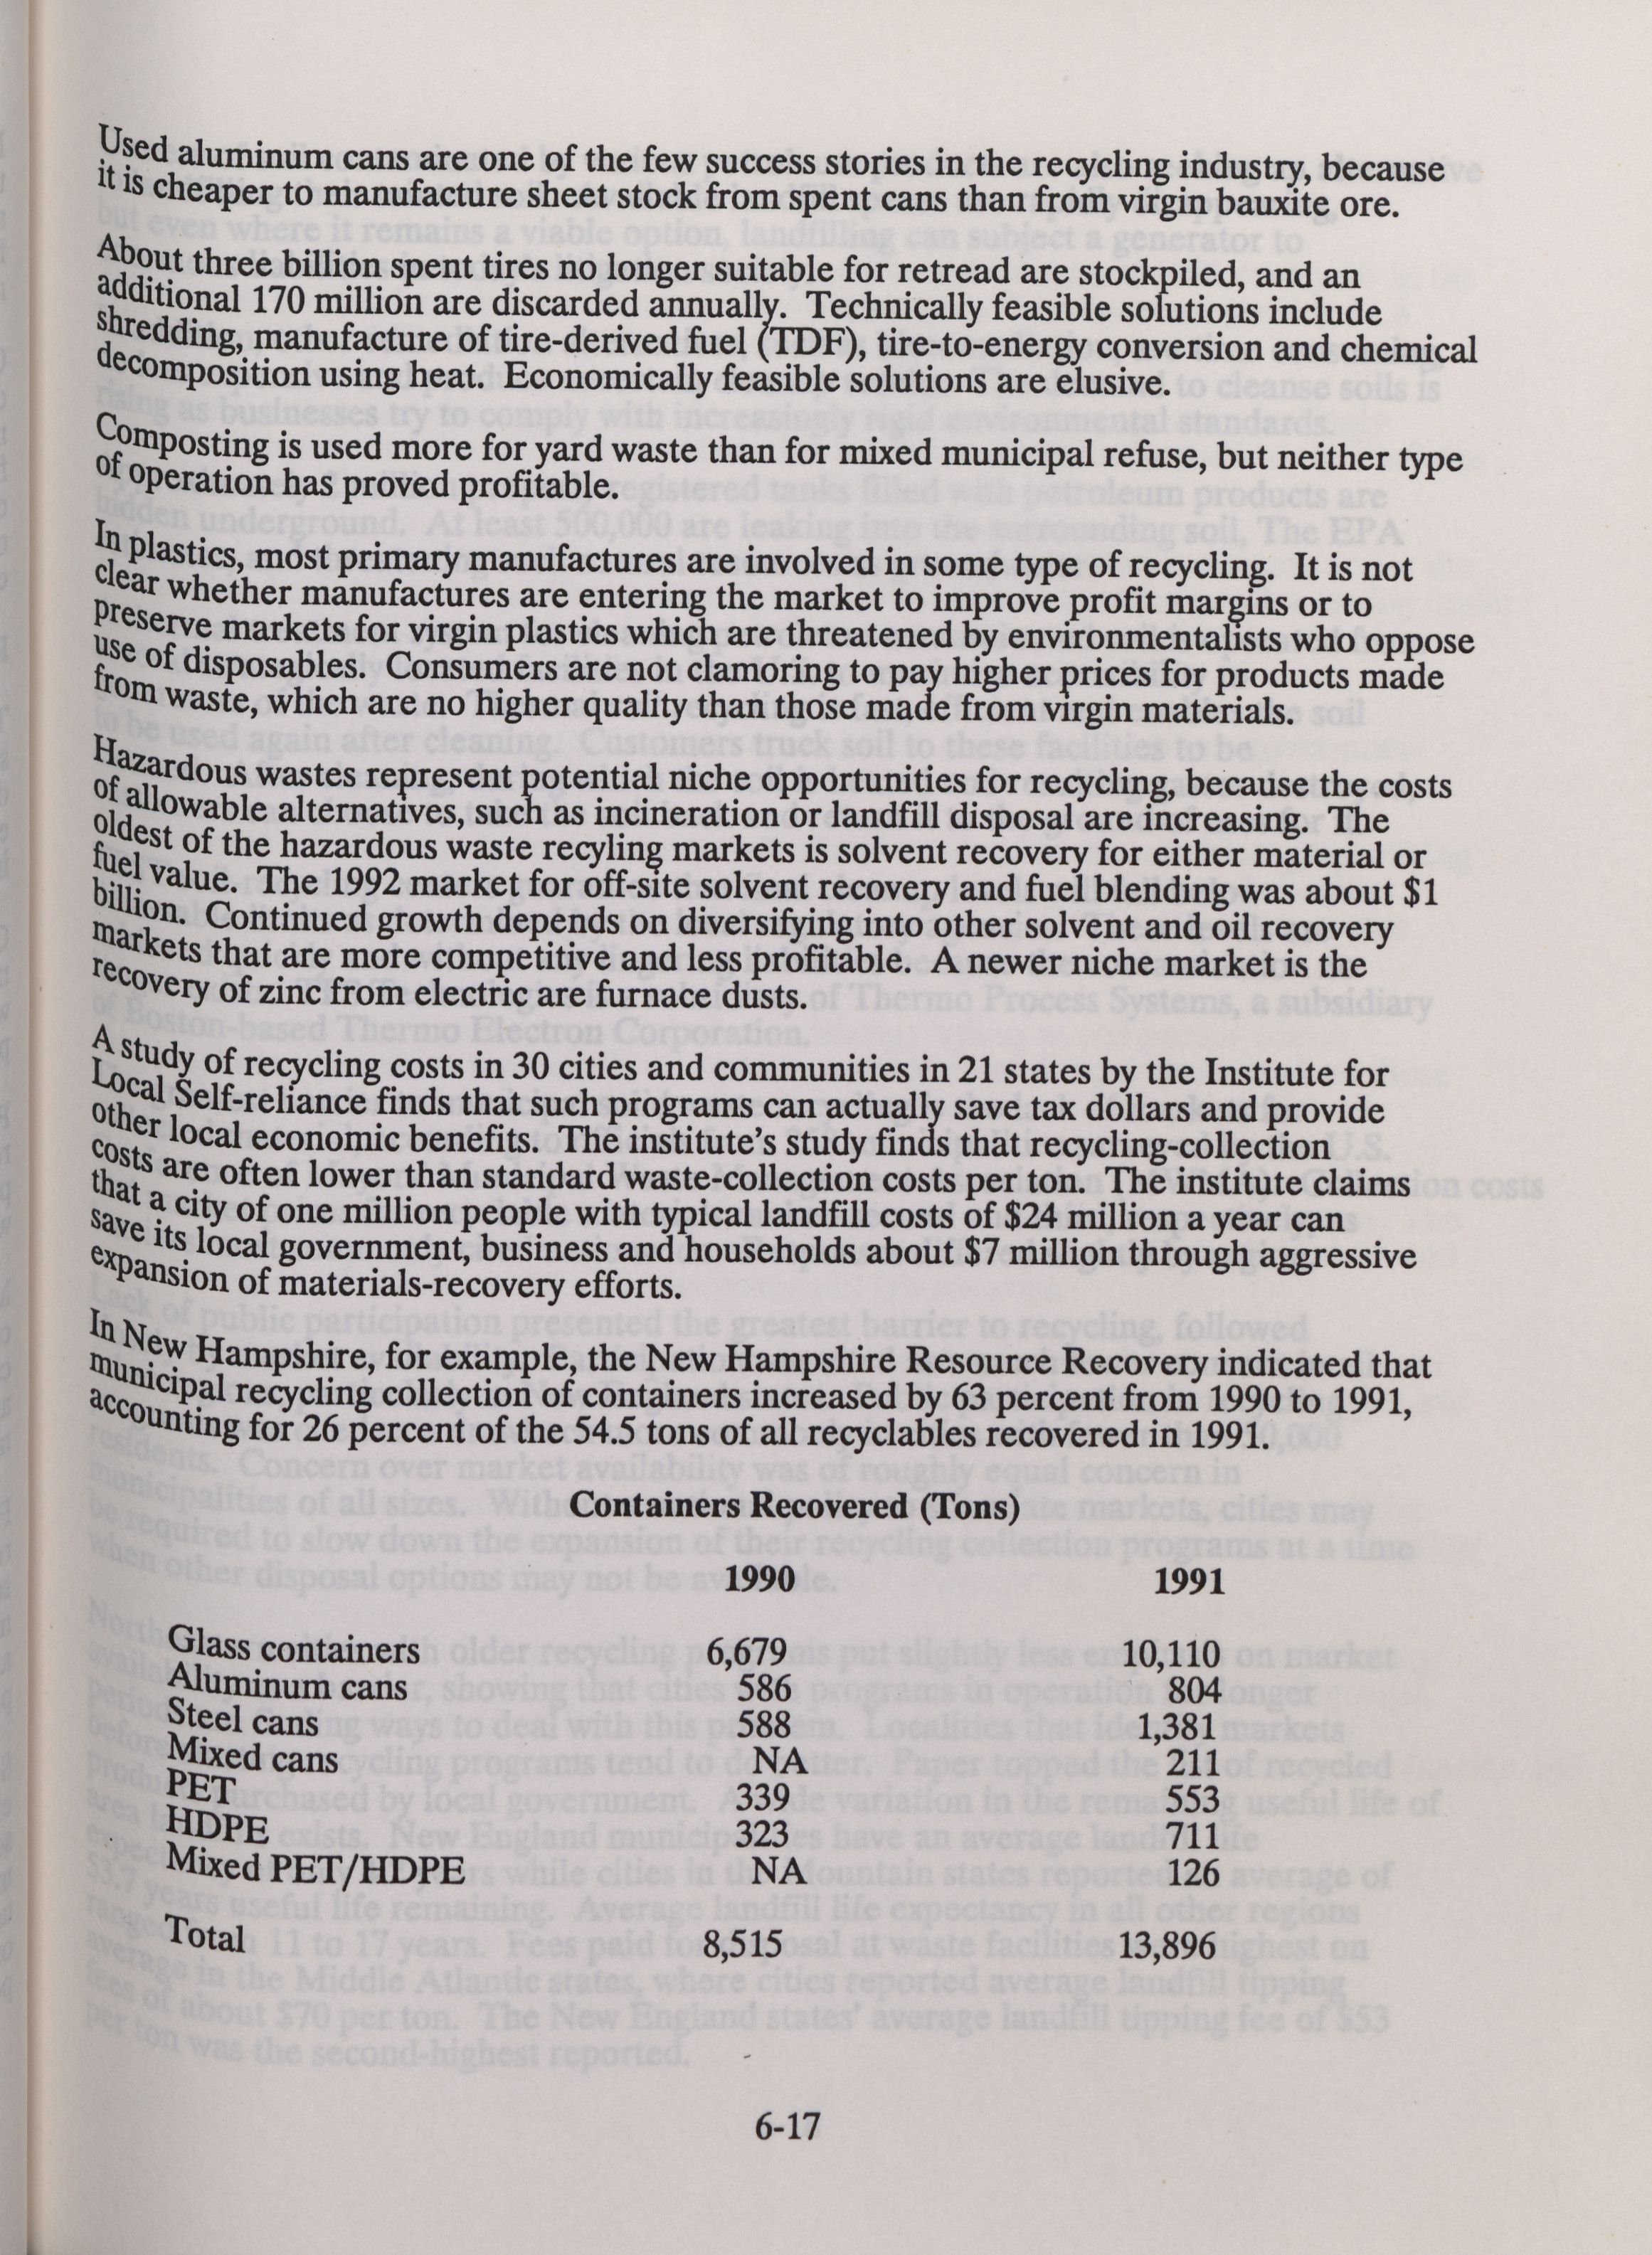 Used aluminum cans are one of the few success stories in the recycling industry, because
it is cheaper to manufacture sheet stock from spent cans than from virgin bauxite ore.
About three billion spent tires no longer suitable for retread are stockpiled, and an
additional 170 million are discarded annually. Technically feasible solutions include
shredding, manufacture of tire-derived fuel (TDF), tire-to-energy conversion and chemical
decomposition using heat. Economically feasible solutions are elusive.
Composting is used more for yard waste than for mixed municipal refuse, but neither type
of operation has proved profitable.
In plastics, most primary manufactures are involved in some type of recycling. It is not
clear whether manufactures are entering the market to improve profit margins or to
preserve markets for virgin plastics which are threatened by environmentalists who oppose
use of disposables. Consumers are not clamoring to pay higher prices for products made
from waste, which are no higher quality than those made from virgin materials.
Hazardous wastes represent potential niche opportunities for recycling, because the costs
of allowable alternatives, such as incineration or landfill disposal are increasing. The
oldest of the hazardous waste recyling markets is solvent recovery for either material or
fuel value. The 1992 market for off-site solvent recovery and fuel blending was about $1
billion. Continued growth depends on diversifying into other solvent and oil recovery
markets that are more competitive and less profitable. A newer niche market is the
recovery of zinc from electric are furnace dusts.
A study of recycling costs in 30 cities and communities in 21 states by the Institute for
Local Self-reliance finds that such programs can actually save tax dollars and provide
other local economic benefits. The institute's study finds that recycling-collection
costs are often lower than standard waste-collection costs per ton. The institute claims
that a city of one million people with typical landfill costs of $24 million a year can
save its local government, business and households about $7 million through aggressive
expansion of materials-recovery efforts.
In New Hampshire, for example, the New Hampshire Resource Recovery indicated that
municipal recycling collection of containers increased by 63 percent from 1990 to 1991,
accounting for 26 percent of the 54.5 tons of all recyclables recovered in 1991.
Containers Recovered (Tons)
1990 1991
Glass containers 6,679 10,110
Aluminum cans 586 804
Steel cans 588 1,381
Mixed cans NA 211
PET 339 553
HDPE 323 711
Mixed PET/HDPE NA 126
Total 8,515 13,896
6-17